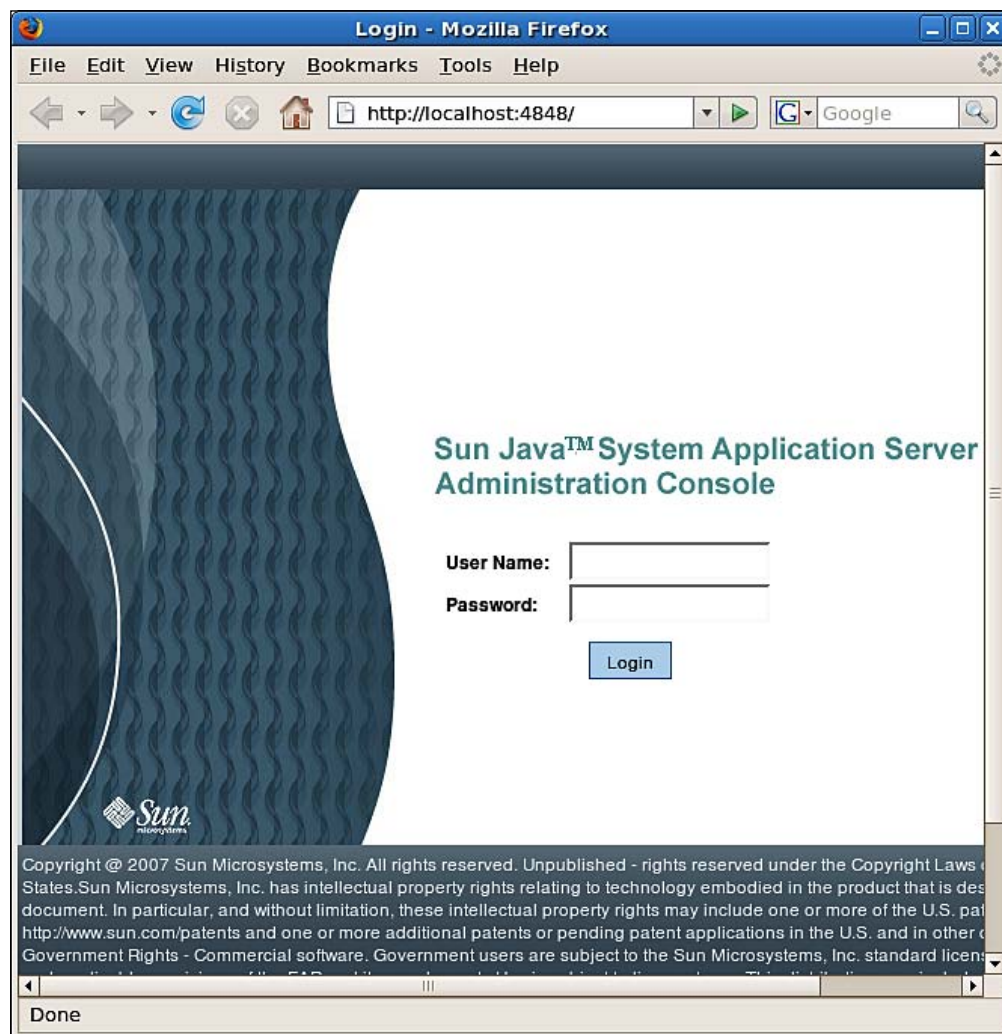 Login - Mozilla Firefox
File Edit View History Bookmarks Tools Help
http://localhost:4848/
G Google
Sun Java™ System Application Server
Administration Console
User Name:
Password:
Login
Sun
microsystems
Copyright @ 2007 Sun Microsystems, Inc. All rights reserved. Unpublished - rights reserved under the Copyright Laws
States.Sun Microsystems, Inc. has intellectual property rights relating to technology embodied in the product that is des
document. In particular, and without limitation, these intellectual property rights may include one or more of the U.S. pat
http://www.sun.com/patents and one or more additional patents or pending patent applications in the U.S. and in other
Government Rights - Commercial software. Government users are subject to the Sun Microsystems, Inc. standard licens
Done